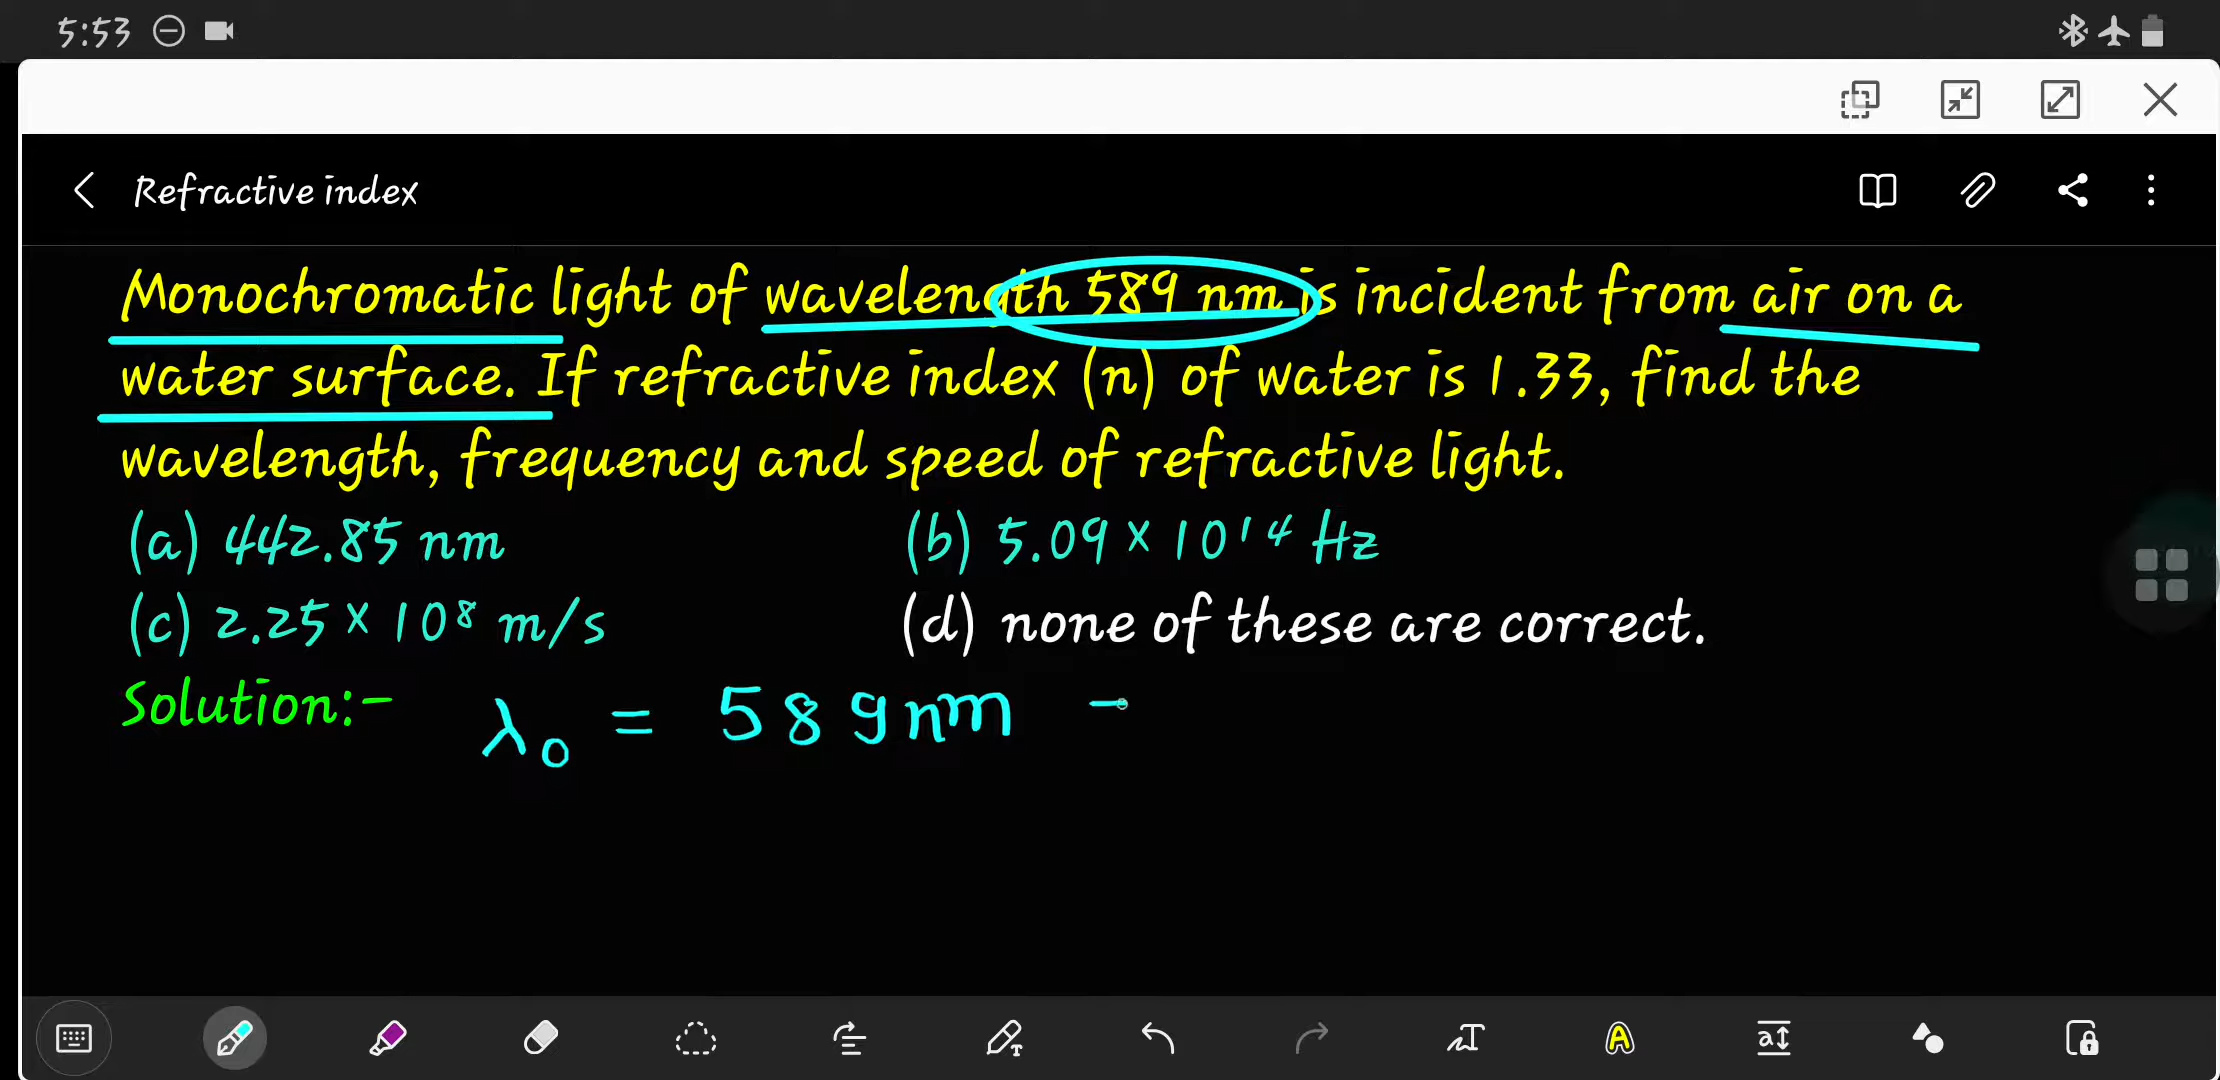 5:53
Refractive index
Monochromatic light of wavelength 589 nm is incident from air on a
water surface. If refractive index (n) of water is 1.33, find the
wavelength, frequency and speed of refractive light.
(a) 442.85 nm (b) 5.09 × 10¹⁴ Hz
(c) 2.25 × 10⁸ m/s (d) none of these are correct.
Solution:- λ₀ = 589nm -